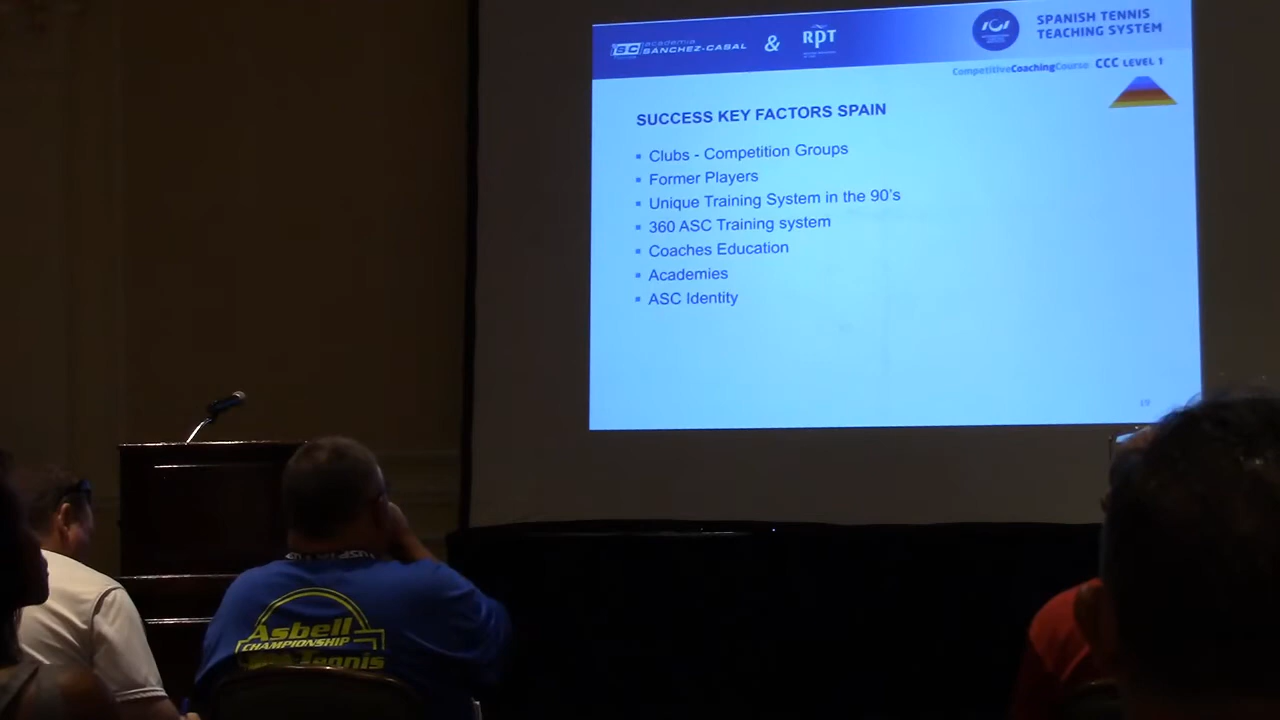 academia
SANCHEZ-CASAL
&
RPT
SPANISH TENNIS
TEACHING SYSTEM
CompetitiveCoachingCourse CCC LEVEL 1
SUCCESS KEY FACTORS SPAIN
▪ Clubs - Competition Groups
▪ Former Players
▪ Unique Training System in the 90's
▪ 360 ASC Training system
▪ Coaches Education
▪ Academies
▪ ASC Identity
19
Asbell
CHAMPIONSHIP
Tennis